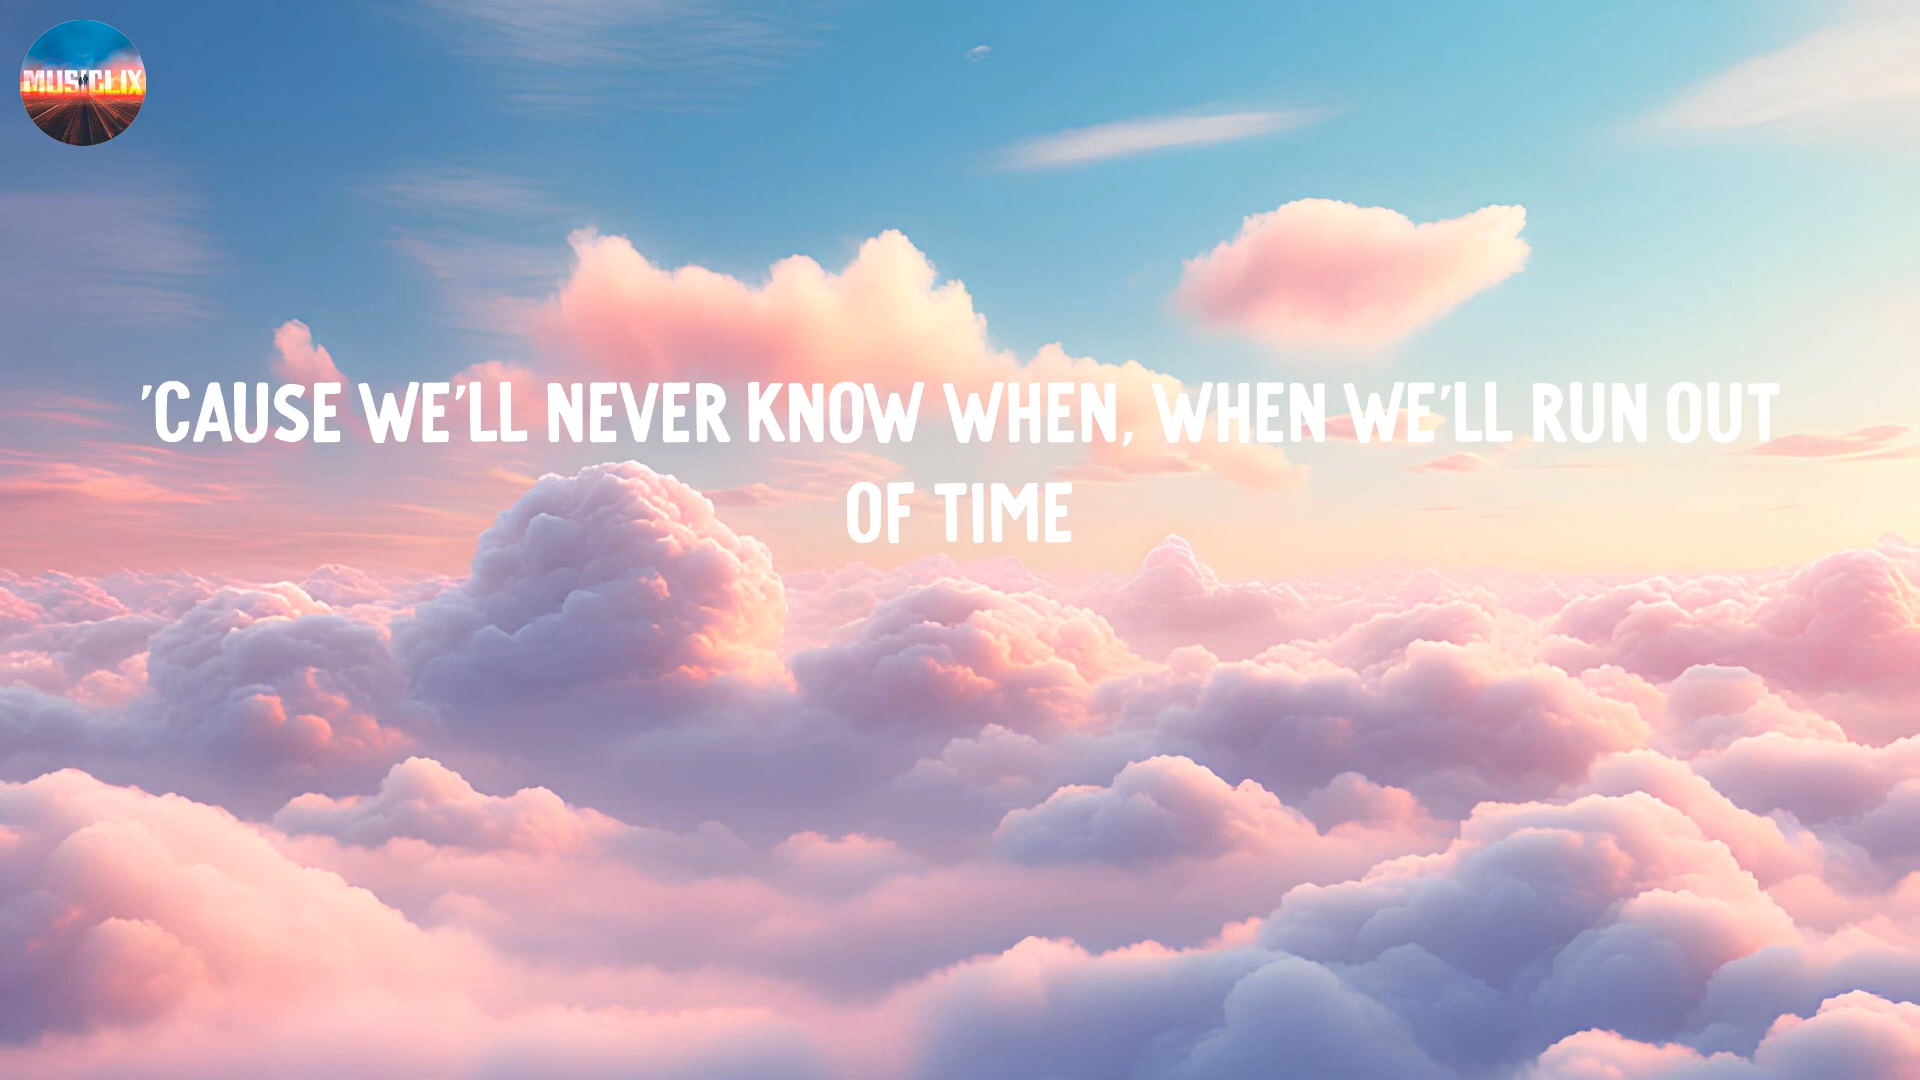 MUSICLIX
’CAUSE WE’LL NEVER KNOW WHEN, WHEN WE’LL RUN OUT
OF TIME